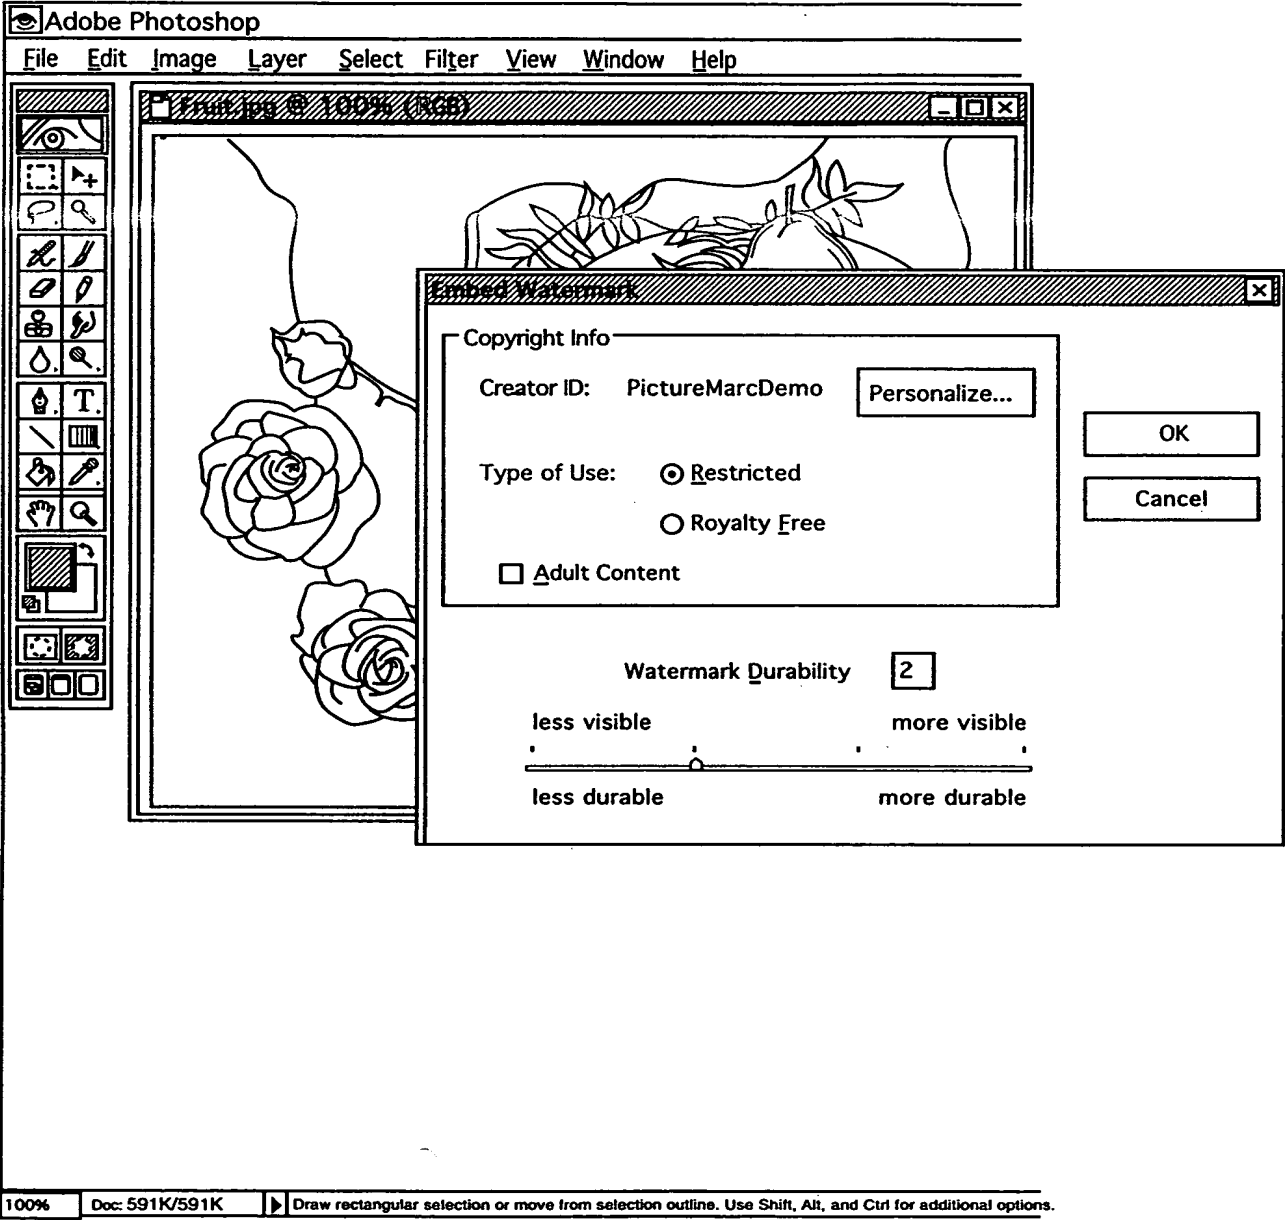 Adobe Photoshop
File Edit Image Layer Select Filter View Window Help
Fruit.jpg @ 100% (RGB)
Embed Watermark
Copyright Info
Creator ID: PictureMarcDemo Personalize...
OK
Type of Use: Restricted
Cancel
Royalty Free
Adult Content
T
Watermark Durability 2
less visible more visible
less durable more durable
100% Doc: 591K/591K Draw rectangular selection or move from selection outline. Use Shift, Alt, and Ctrl for additional options.